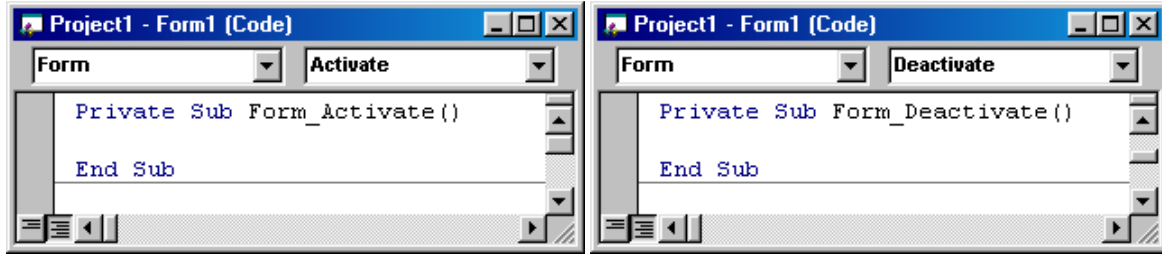 Project1 - Form1 (Code)
Form Activate
Private Sub Form_Activate()
End Sub
Project1 - Form1 (Code)
Form Deactivate
Private Sub Form_Deactivate()
End Sub